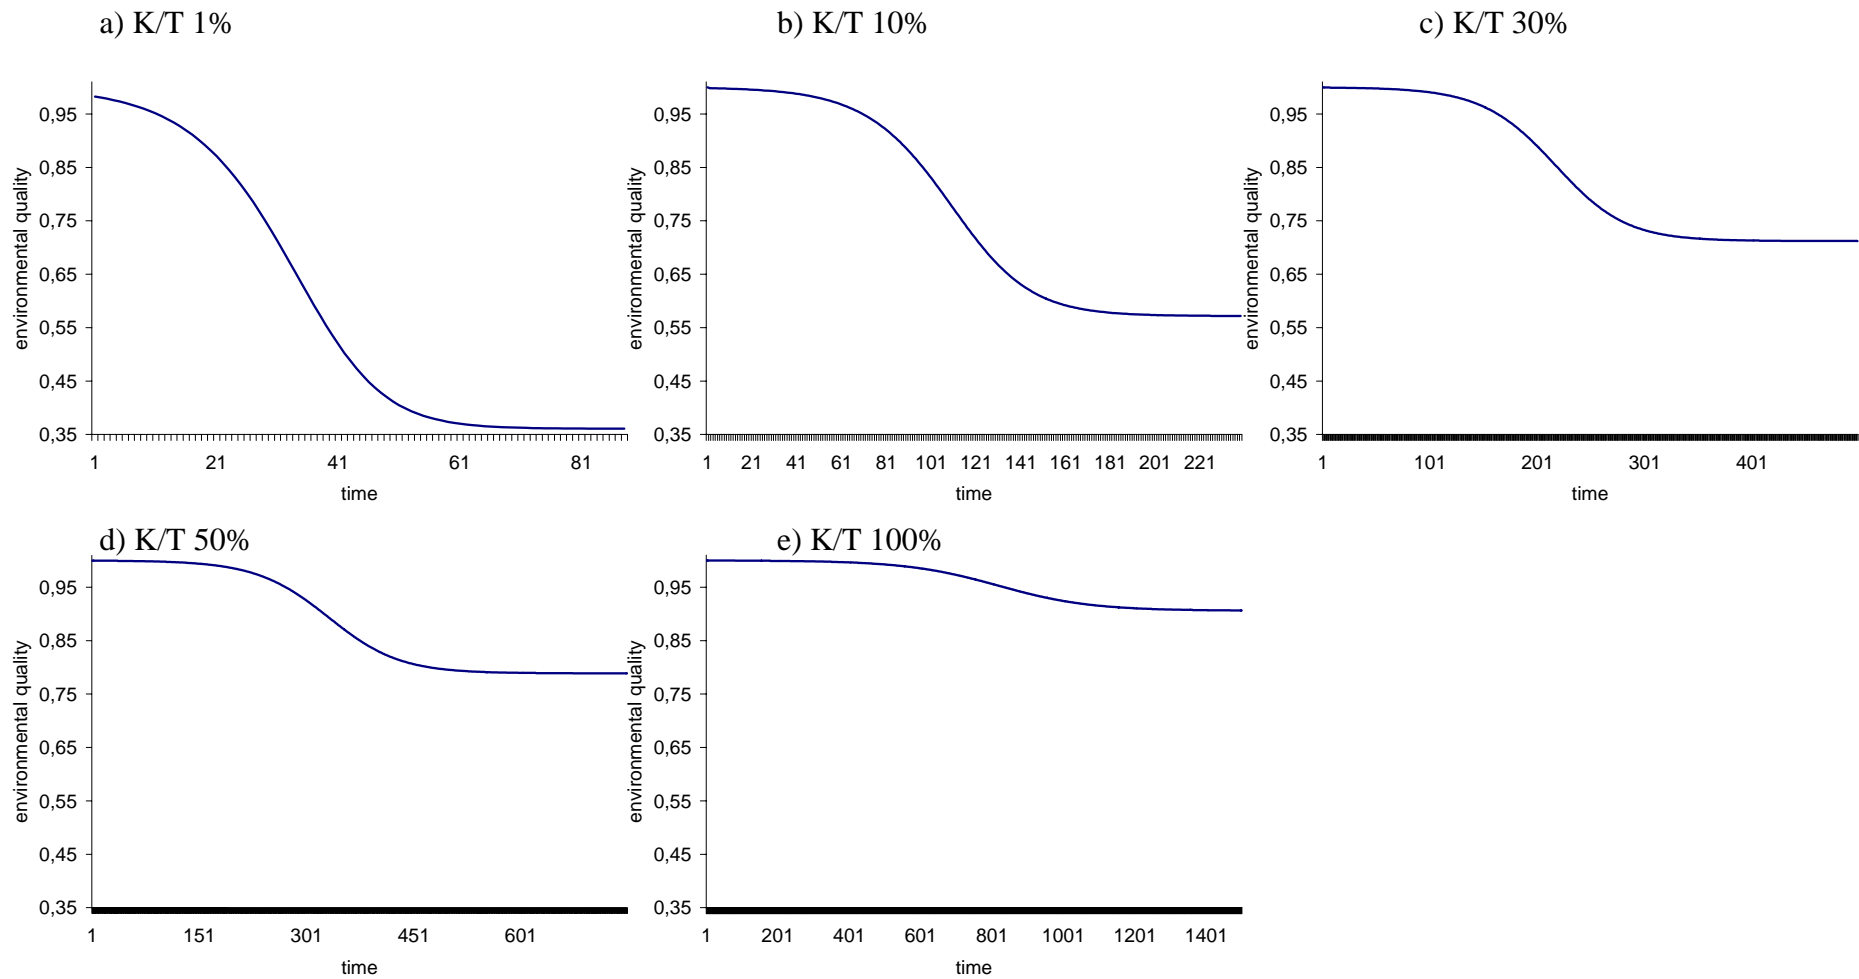 a) K/T 1%
b) K/T 10%
c) K/T 30%
environmental quality
0,95
0,85
0,75
0,65
0,55
0,45
0,35
1 21 41 61 81
time
environmental quality
0,95
0,85
0,75
0,65
0,55
0,45
0,35
1 21 41 61 81 101 121 141 161 181 201 221
time
environmental quality
0,95
0,85
0,75
0,65
0,55
0,45
0,35
1 101 201 301 401
time
d) K/T 50%
e) K/T 100%
environmental quality
0,95
0,85
0,75
0,65
0,55
0,45
0,35
1 151 301 451 601
time
environmental quality
0,95
0,85
0,75
0,65
0,55
0,45
0,35
1 201 401 601 801 1001 1201 1401
time